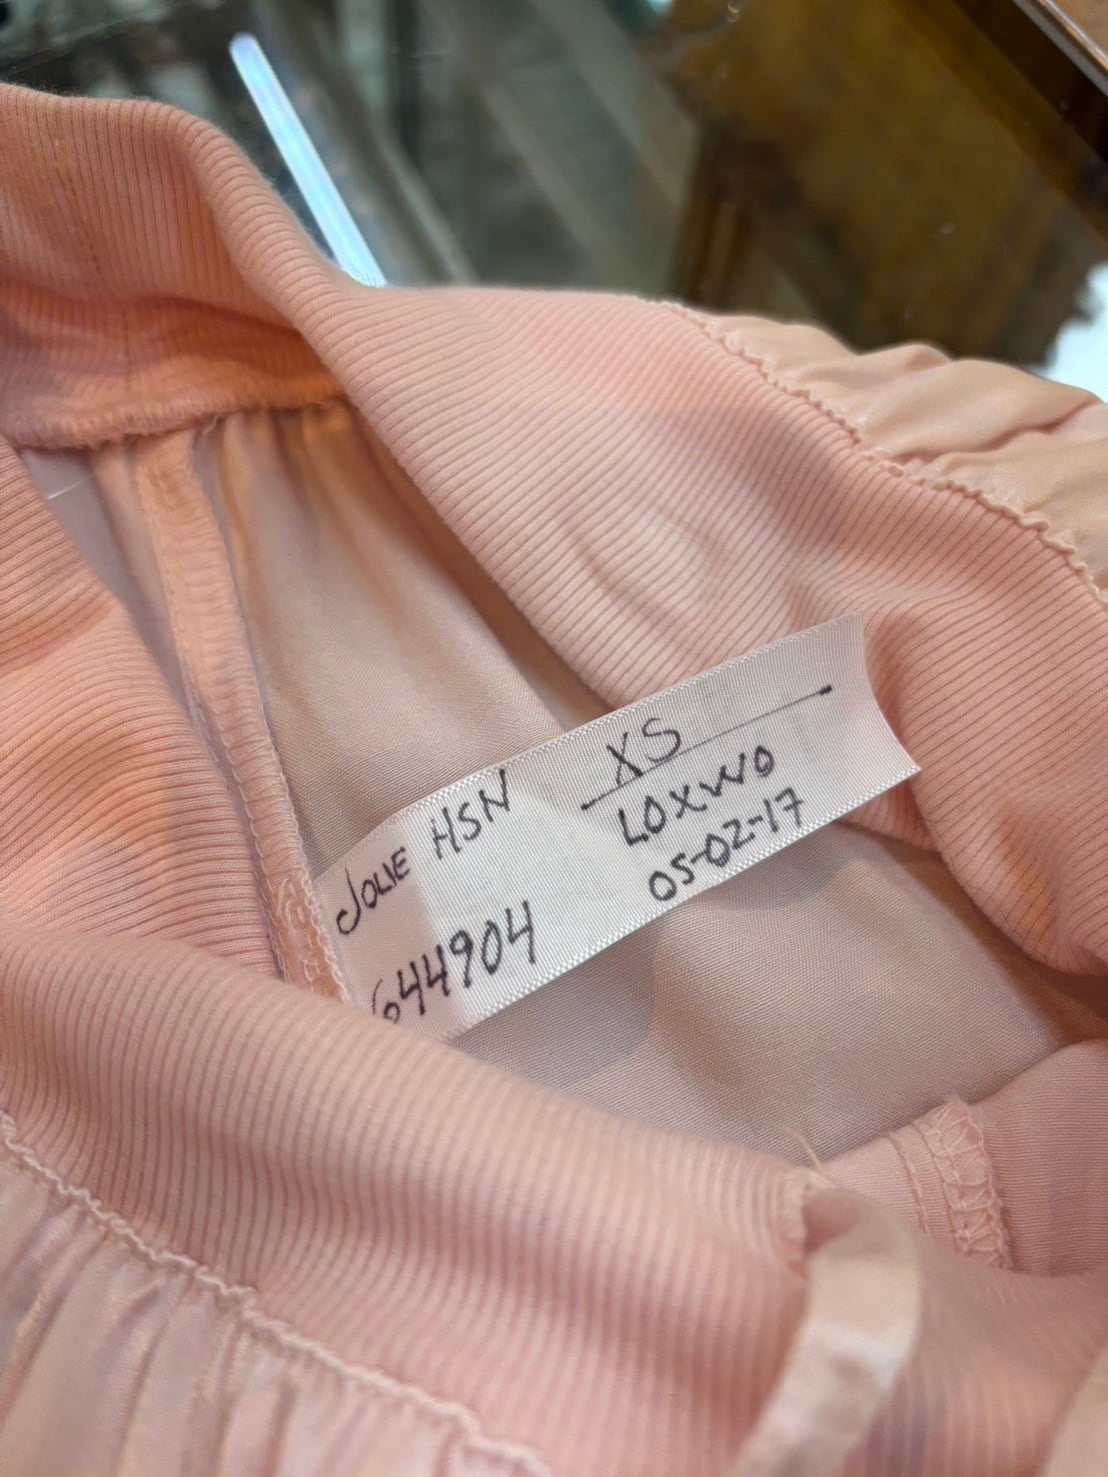 JOLIE HSN
644904
XS
LOXWO
05-02-17